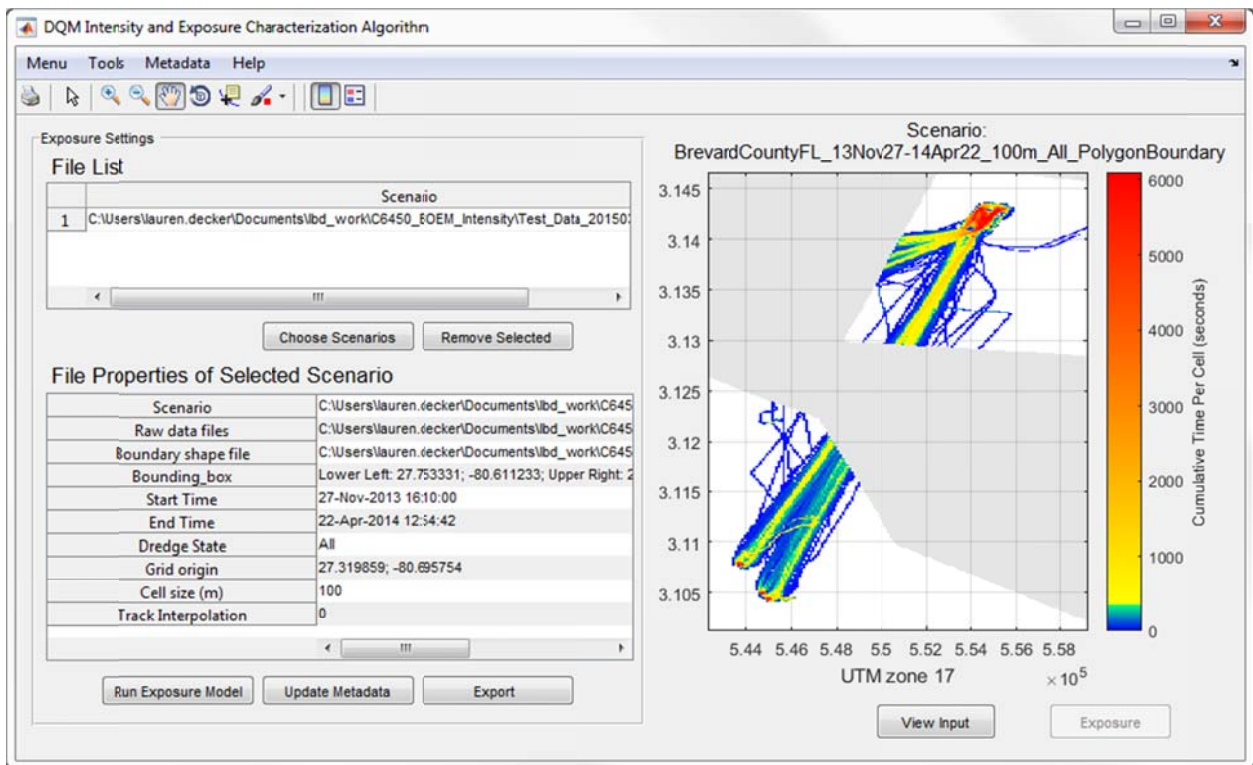 DQM Intensity and Exposure Characterization Algorithm
Menu Tools Metadata Help
Exposure Settings
File List
Scenario
1 C:\Users\lauren.decker\Documents\lbd_work\C6450_BOEM_Intensity\Test_Data_20150
Choose Scenarios Remove Selected
File Properties of Selected Scenario
Scenario C:\Users\lauren.decker\Documents\lbd_work\C645
Raw data files C:\Users\lauren.decker\Documents\lbd_work\C645
Boundary shape file C:\Users\lauren.decker\Documents\lbd_work\C645
Bounding_box Lower Left: 27.753331; -80.611233; Upper Right: 2
Start Time 27-Nov-2013 16:10:00
End Time 22-Apr-2014 12:54:42
Dredge State All
Grid origin 27.319859; -80.695754
Cell size (m) 100
Track Interpolation 0
Run Exposure Model Update Metadata Export
Scenario:
BrevardCountyFL_13Nov27-14Apr22_100m_All_PolygonBoundary
3.145
3.14
3.135
3.13
3.125
3.12
3.115
3.11
3.105
5.44 5.46 5.48 5.5 5.52 5.54 5.56 5.58
UTM zone 17
× 10⁵
6000
5000
4000
3000
2000
1000
0
Cumulative Time Per Cell (seconds)
View Input Exposure